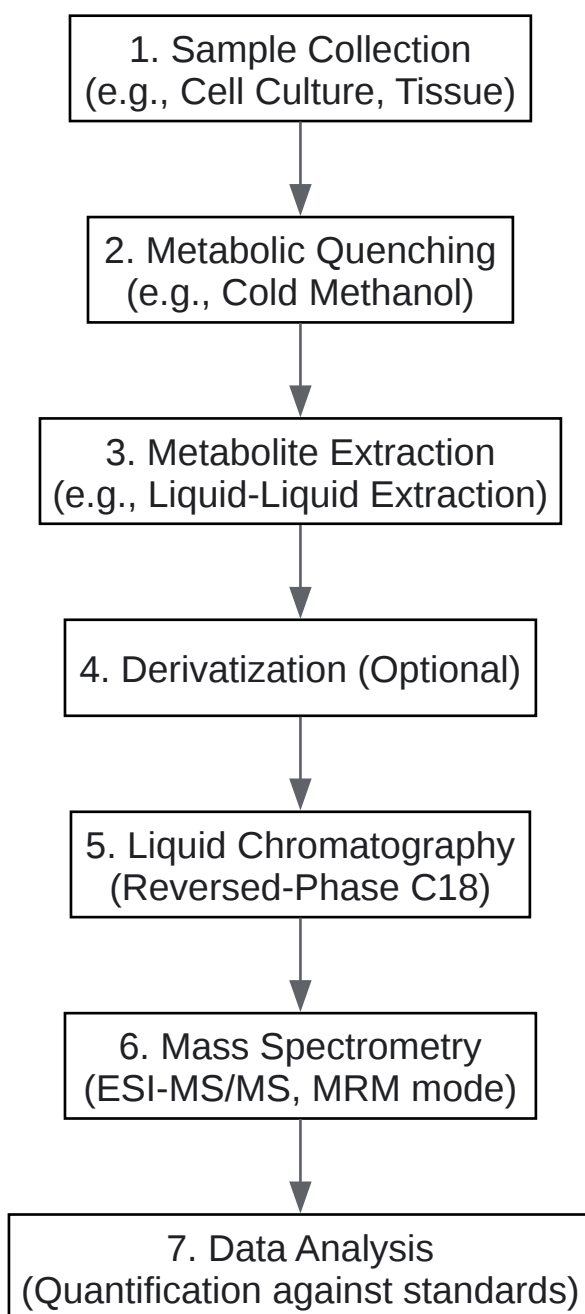 1. Sample Collection
(e.g., Cell Culture, Tissue)
2. Metabolic Quenching
(e.g., Cold Methanol)
3. Metabolite Extraction
(e.g., Liquid-Liquid Extraction)
4. Derivatization (Optional)
5. Liquid Chromatography
(Reversed-Phase C18)
6. Mass Spectrometry
(ESI-MS/MS, MRM mode)
7. Data Analysis
(Quantification against standards)